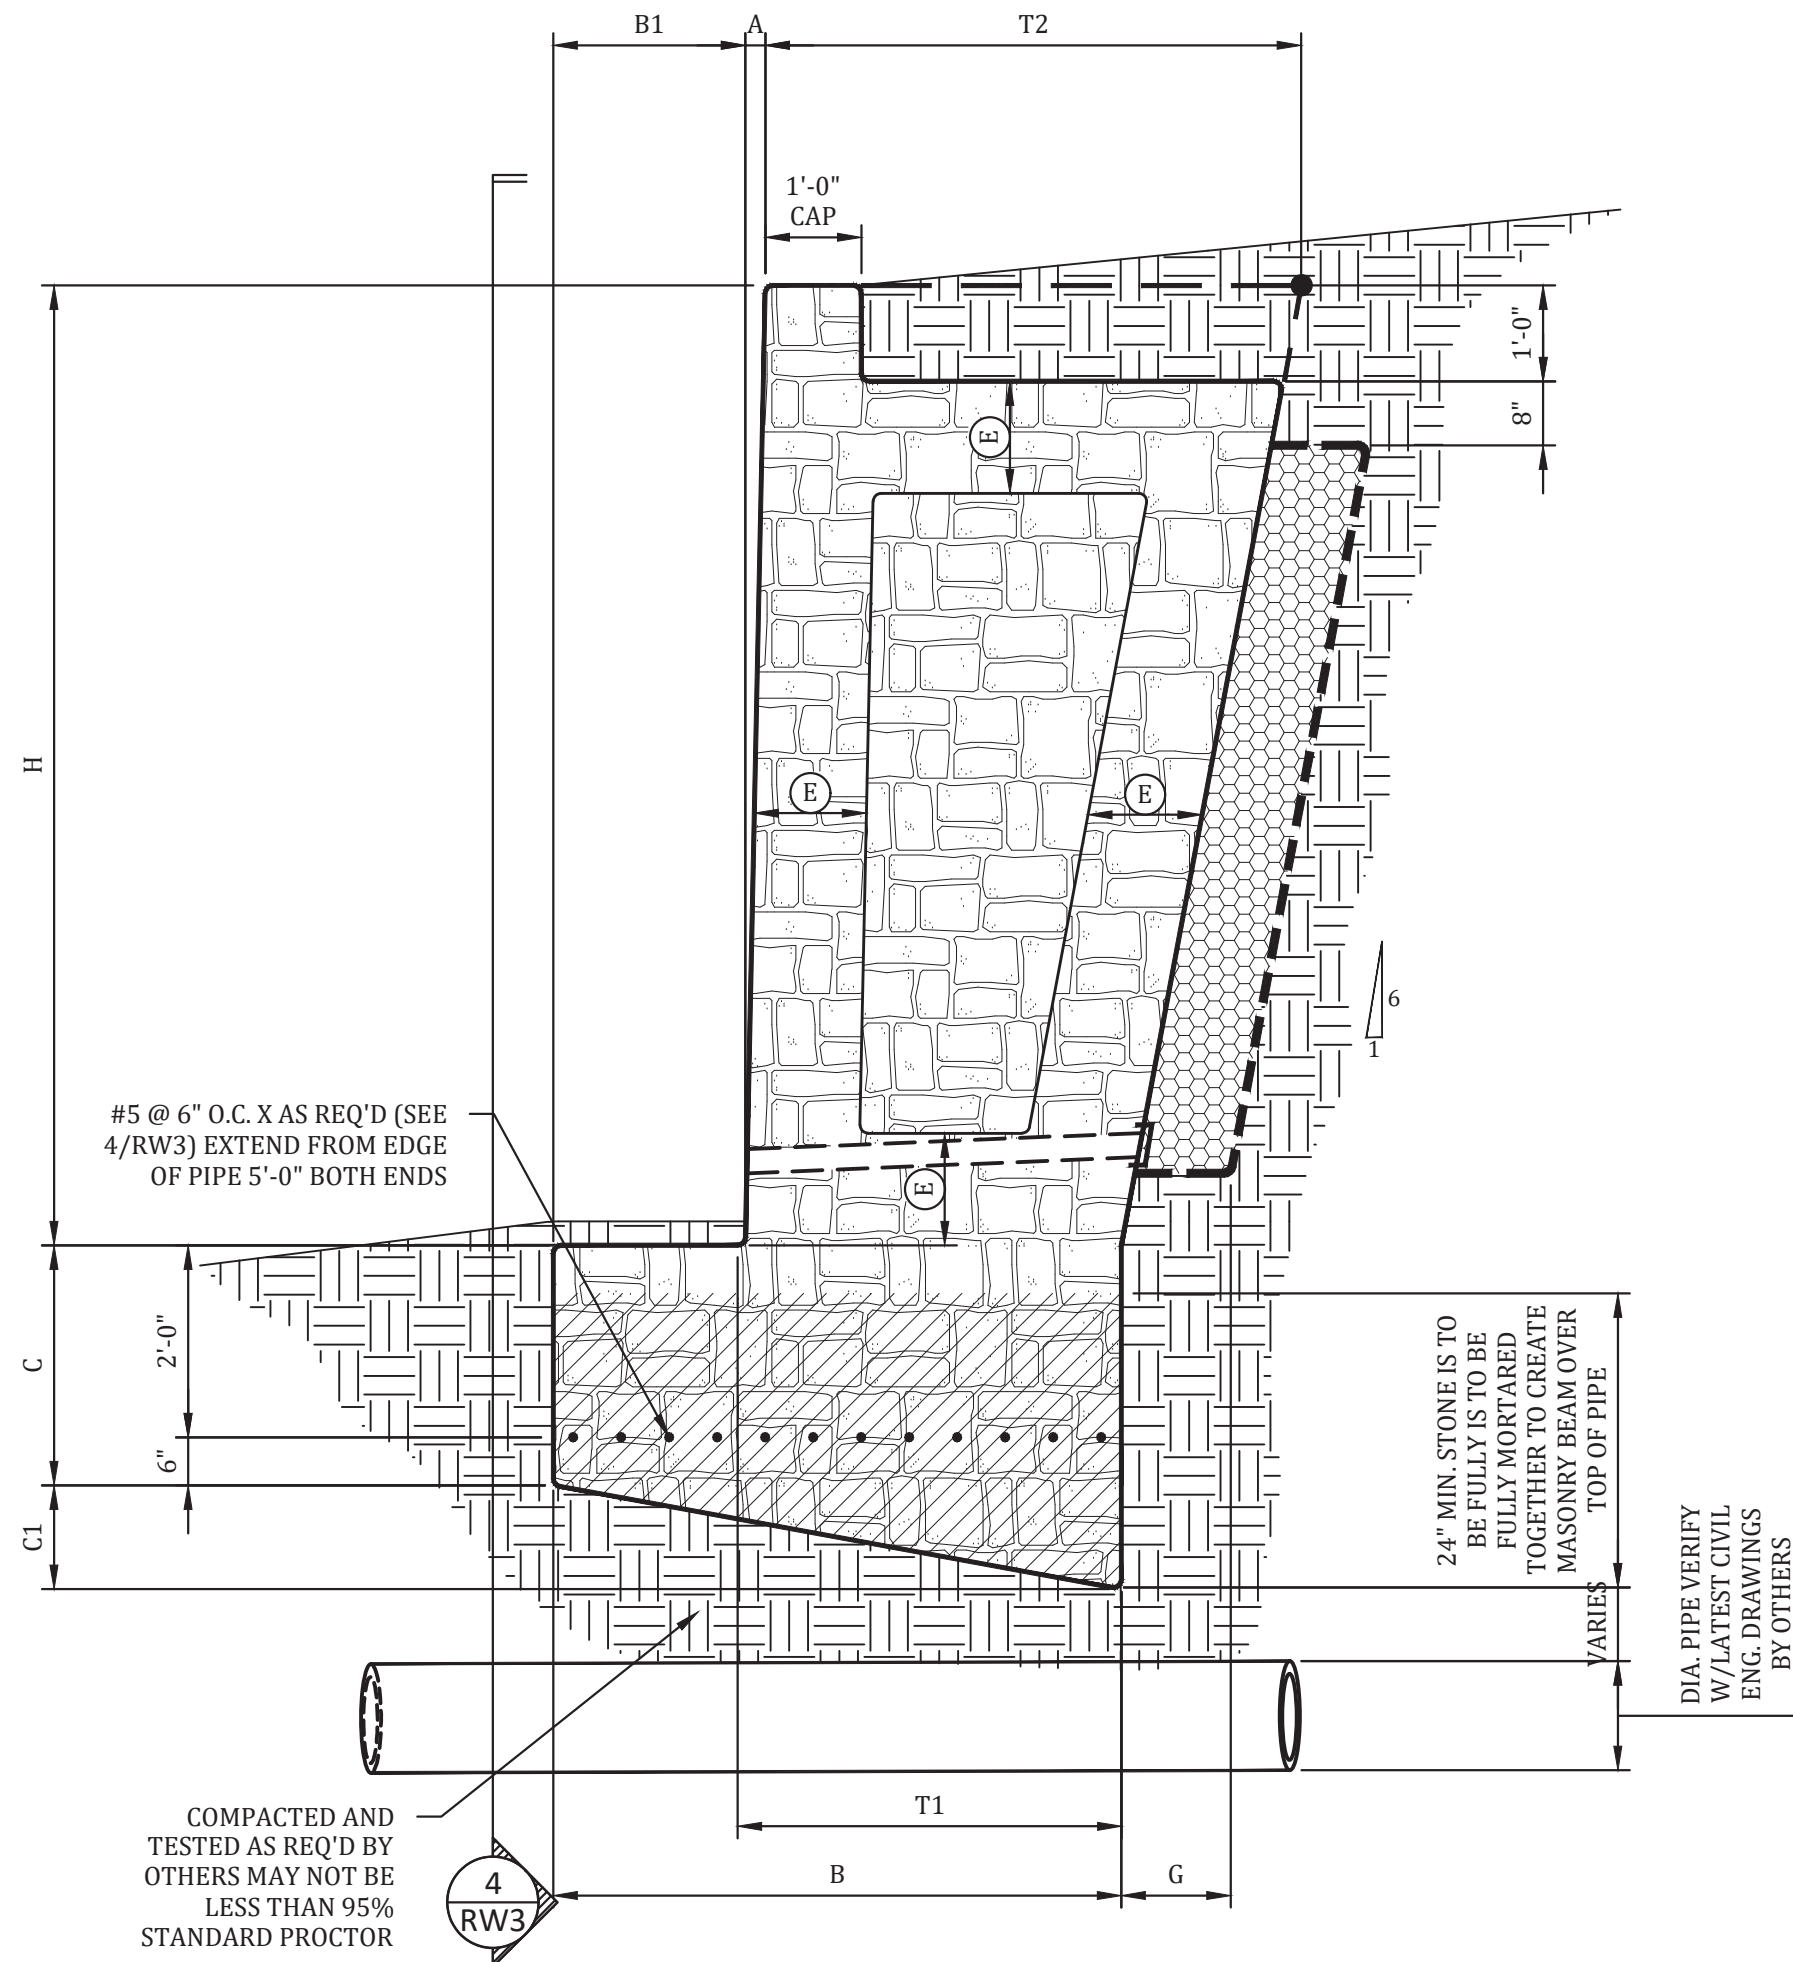 B1
A
T2
1'-0"
CAP
1'-0"
8"
E
H
E
E
6
1
#5 @ 6" O.C. X AS REQ'D (SEE
4/RW3) EXTEND FROM EDGE
OF PIPE 5'-0" BOTH ENDS
E
C
2'-0"
6"
C1
24" MIN. STONE IS TO
BE FULLY IS TO BE
FULLY MORTARED
TOGETHER TO CREATE
MASONRY BEAM OVER
TOP OF PIPE
VARIES
DIA. PIPE VERIFY
W/LATEST CIVIL
ENG. DRAWINGS
BY OTHERS
COMPACTED AND
TESTED AS REQ'D BY
OTHERS MAY NOT BE
LESS THAN 95%
STANDARD PROCTOR
4
RW3
T1
B
G